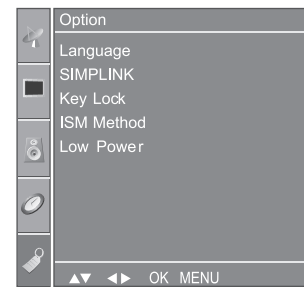 Option
Language
SIMPLINK
Key Lock
ISM Method
Low Power
▲▼ ◀▶ OK MENU